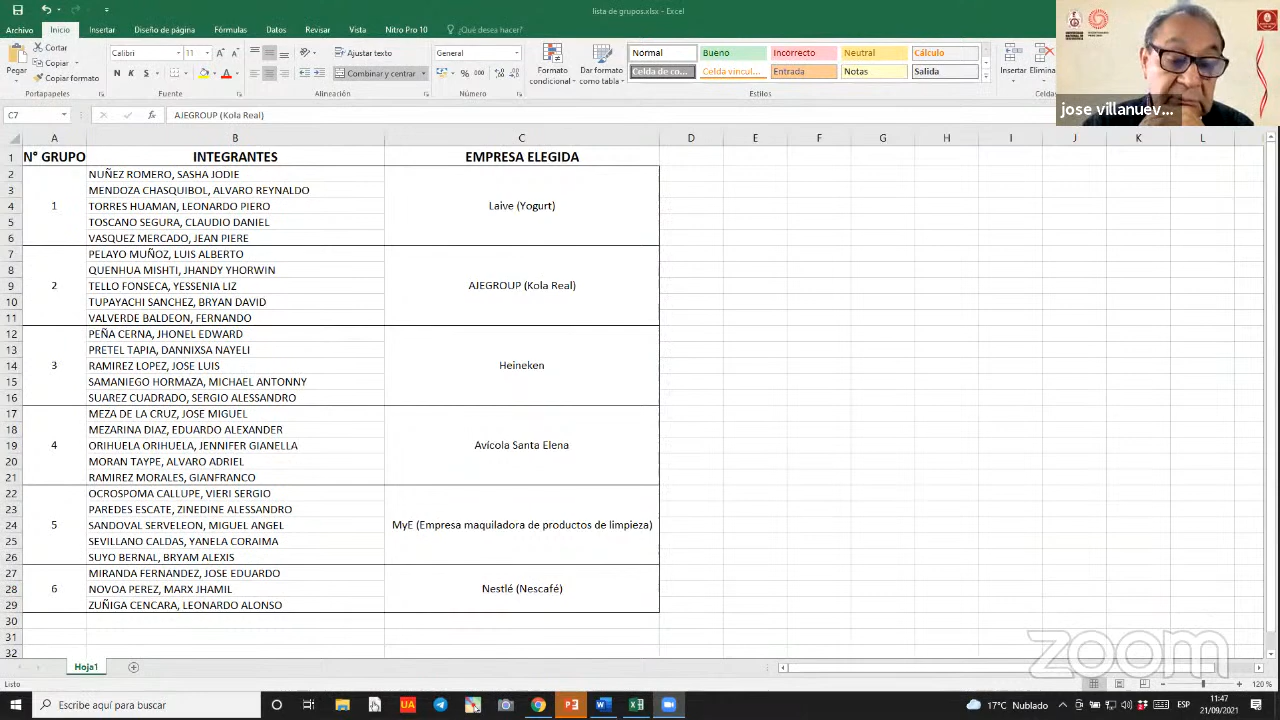 lista de grupos.xlsx - Excel
Archivo Inicio Insertar Diseño de página Fórmulas Datos Revisar Vista Nitro Pro 10 ¿Qué desea hacer?
Pegar
Cortar
Copiar
Copiar formato
Portapapeles
Calibri 11
N K S
Fuente
Ajustar texto
Combinar y centrar
Alineación
General
% 000
Número
Formato condicional
Dar formato como tabla
Normal Bueno Incorrecto Neutral Cálculo
Celda de co... Celda vincul... Entrada Notas Salida
Estilos
Insertar Elimina
Celdas
jose villanuev...
C7 AJEGROUP (Kola Real)
A B C D E F G H I J K L
1 N° GRUPO INTEGRANTES EMPRESA ELEGIDA
2 NUÑEZ ROMERO, SASHA JODIE
3 MENDOZA CHASQUIBOL, ALVARO REYNALDO
4 1 TORRES HUAMAN, LEONARDO PIERO Laive (Yogurt)
5 TOSCANO SEGURA, CLAUDIO DANIEL
6 VASQUEZ MERCADO, JEAN PIERE
7 PELAYO MUÑOZ, LUIS ALBERTO
8 QUENHUA MISHTI, JHANDY YHORWIN
9 2 TELLO FONSECA, YESSENIA LIZ AJEGROUP (Kola Real)
10 TUPAYACHI SANCHEZ, BRYAN DAVID
11 VALVERDE BALDEON, FERNANDO
12 PEÑA CERNA, JHONEL EDWARD
13 PRETEL TAPIA, DANNIXSA NAYELI
14 3 RAMIREZ LOPEZ, JOSE LUIS Heineken
15 SAMANIEGO HORMAZA, MICHAEL ANTONNY
16 SUAREZ CUADRADO, SERGIO ALESSANDRO
17 MEZA DE LA CRUZ, JOSE MIGUEL
18 MEZARINA DIAZ, EDUARDO ALEXANDER
19 4 ORIHUELA ORIHUELA, JENNIFER GIANELLA Avícola Santa Elena
20 MORAN TAYPE, ALVARO ADRIEL
21 RAMIREZ MORALES, GIANFRANCO
22 OCROSPOMA CALLUPE, VIERI SERGIO
23 PAREDES ESCATE, ZINEDINE ALESSANDRO
24 5 SANDOVAL SERVELEON, MIGUEL ANGEL MyE (Empresa maquiladora de productos de limpieza)
25 SEVILLANO CALDAS, YANELA CORAIMA
26 SUYO BERNAL, BRYAM ALEXIS
27 MIRANDA FERNANDEZ, JOSE EDUARDO
28 6 NOVOA PEREZ, MARX JHAMIL Nestlé (Nescafé)
29 ZUÑIGA CENCARA, LEONARDO ALONSO
30
31
32
zoom
Hoja1
Listo 120 %
Escribe aquí para buscar
17°C Nublado ESP 11:47
21/09/2021